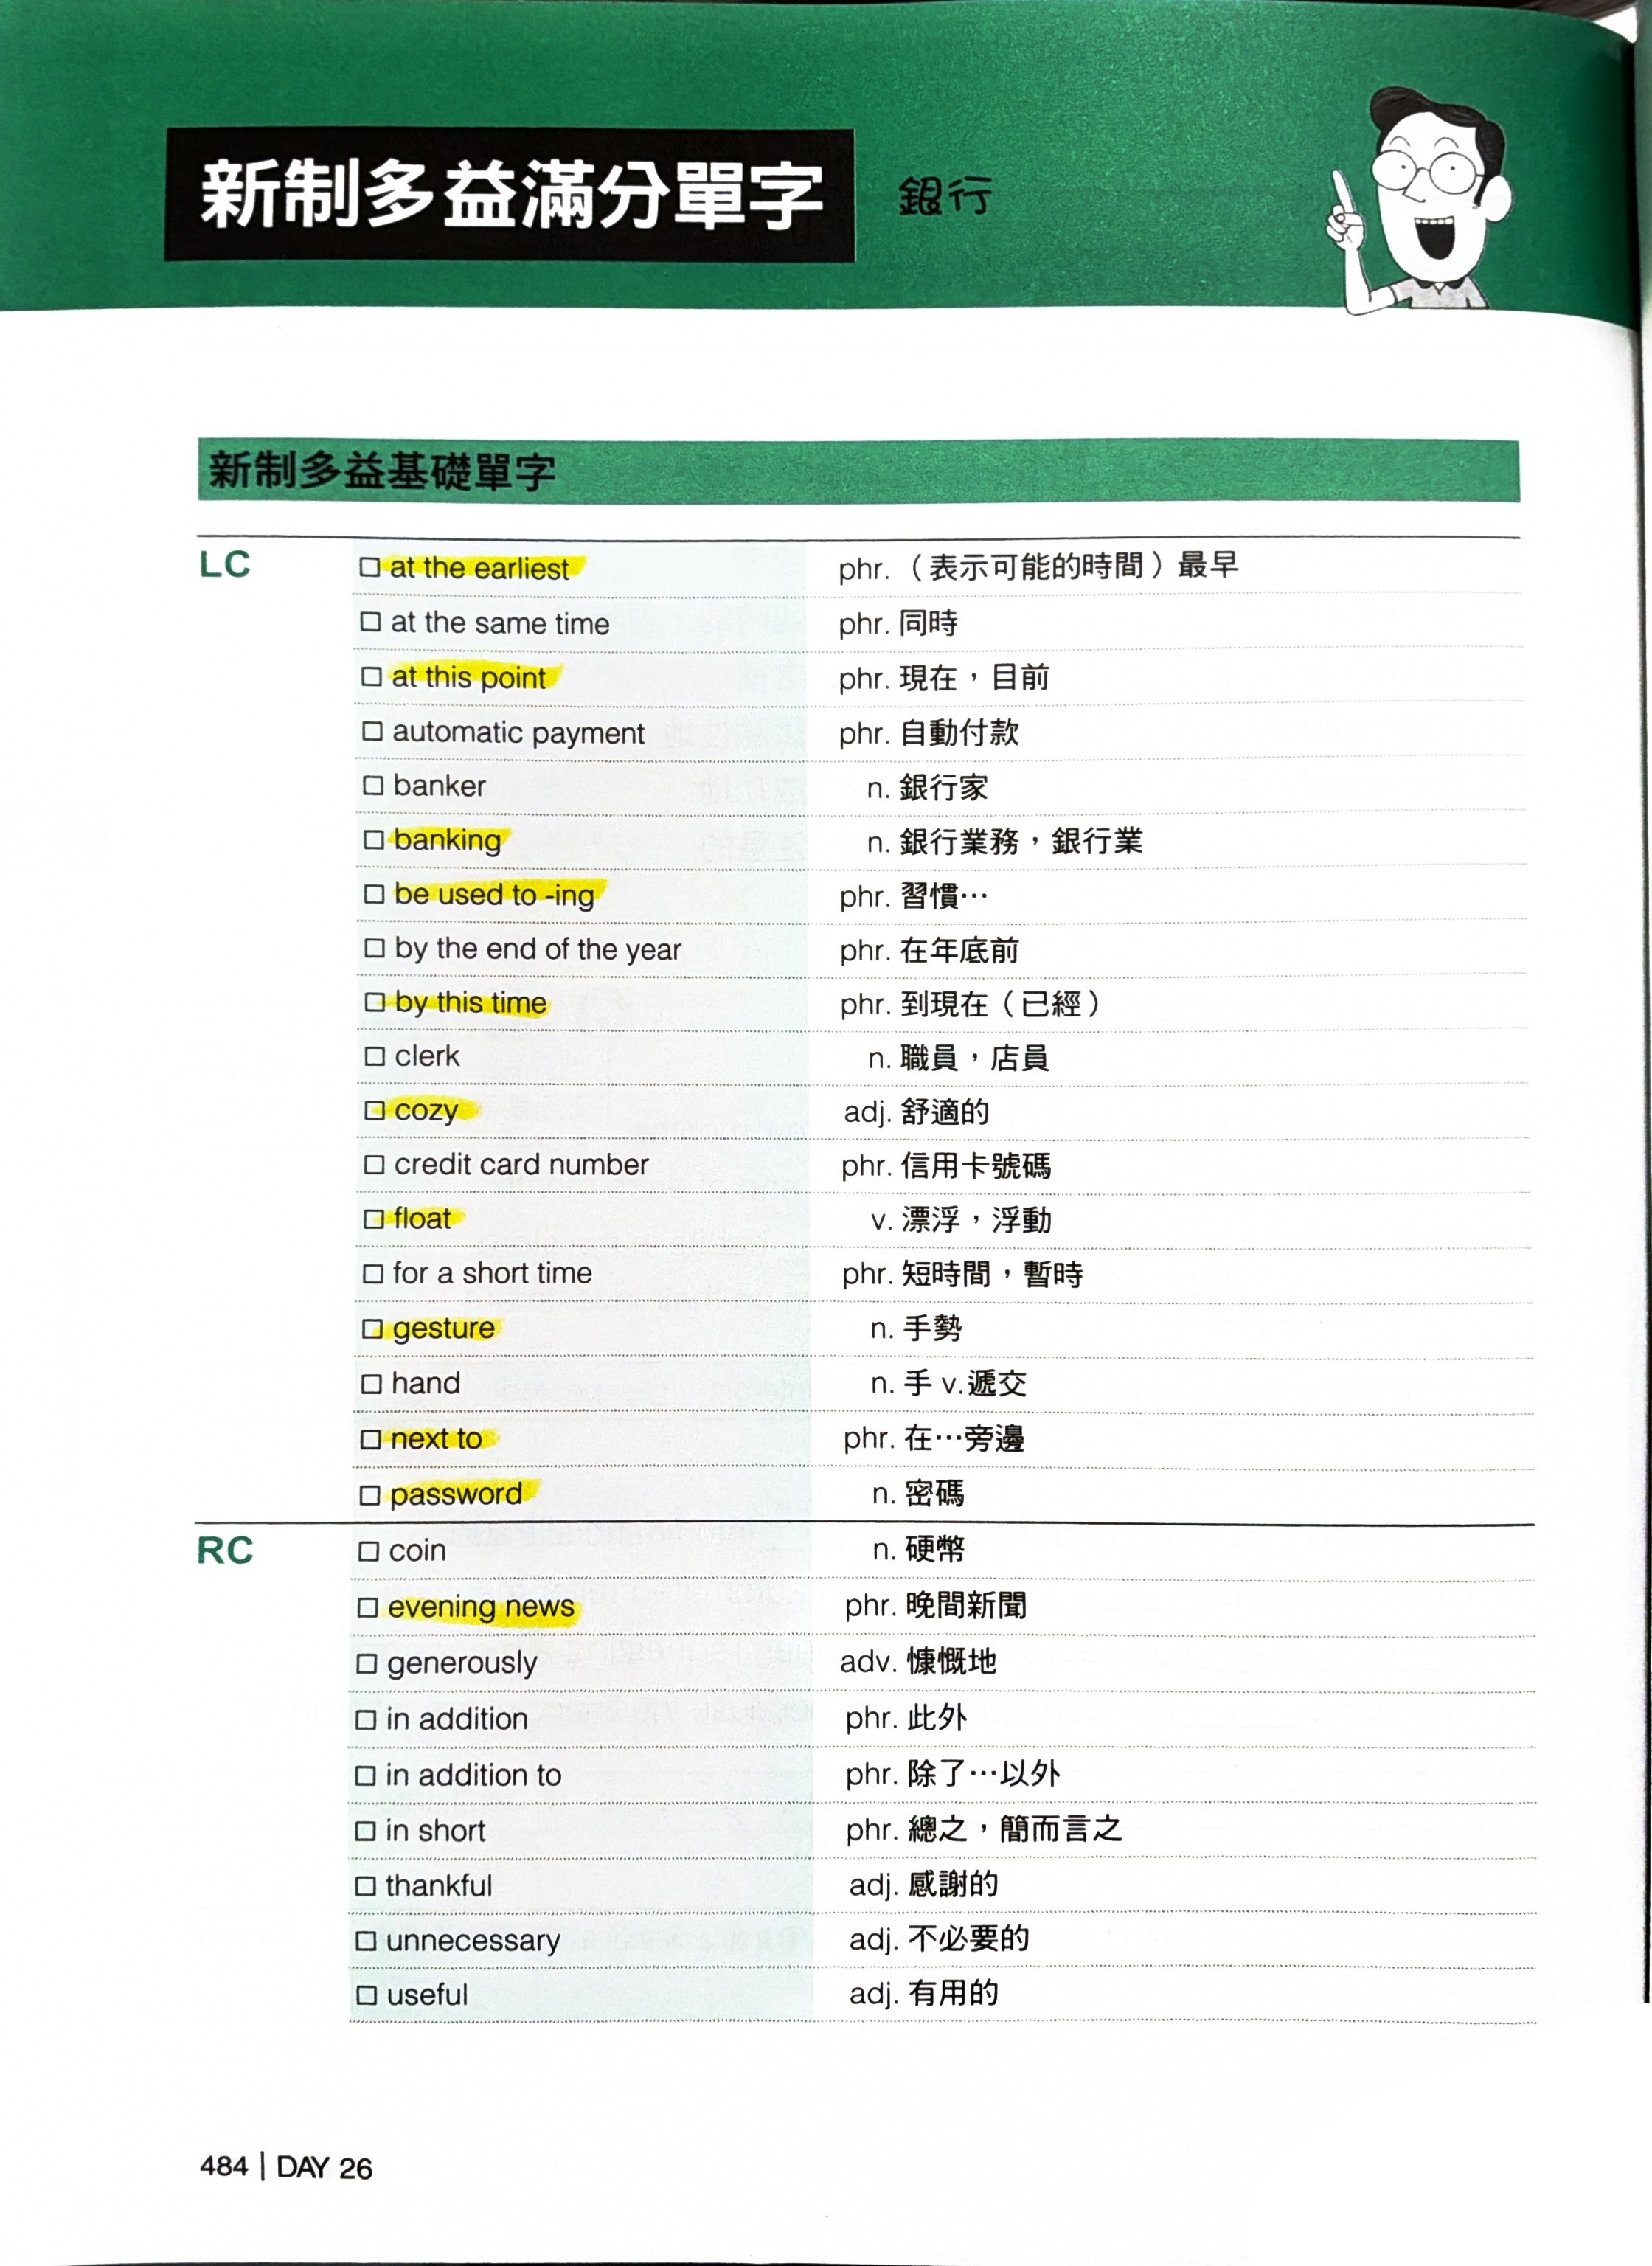 新制多益滿分單字 銀行
新制多益基礎單字
LC □ at the earliest phr.（表示可能的時間）最早
□ at the same time phr. 同時
□ at this point phr. 現在，目前
□ automatic payment phr. 自動付款
□ banker n. 銀行家
□ banking n. 銀行業務，銀行業
□ be used to -ing phr. 習慣…
□ by the end of the year phr. 在年底前
□ by this time phr. 到現在（已經）
□ clerk n. 職員，店員
□ cozy adj. 舒適的
□ credit card number phr. 信用卡號碼
□ float v. 漂浮，浮動
□ for a short time phr. 短時間，暫時
□ gesture n. 手勢
□ hand n. 手 v.遞交
□ next to phr. 在…旁邊
□ password n. 密碼
RC □ coin n. 硬幣
□ evening news phr. 晚間新聞
□ generously adv. 慷慨地
□ in addition phr. 此外
□ in addition to phr. 除了…以外
□ in short phr. 總之，簡而言之
□ thankful adj. 感謝的
□ unnecessary adj. 不必要的
□ useful adj. 有用的
484 | DAY 26